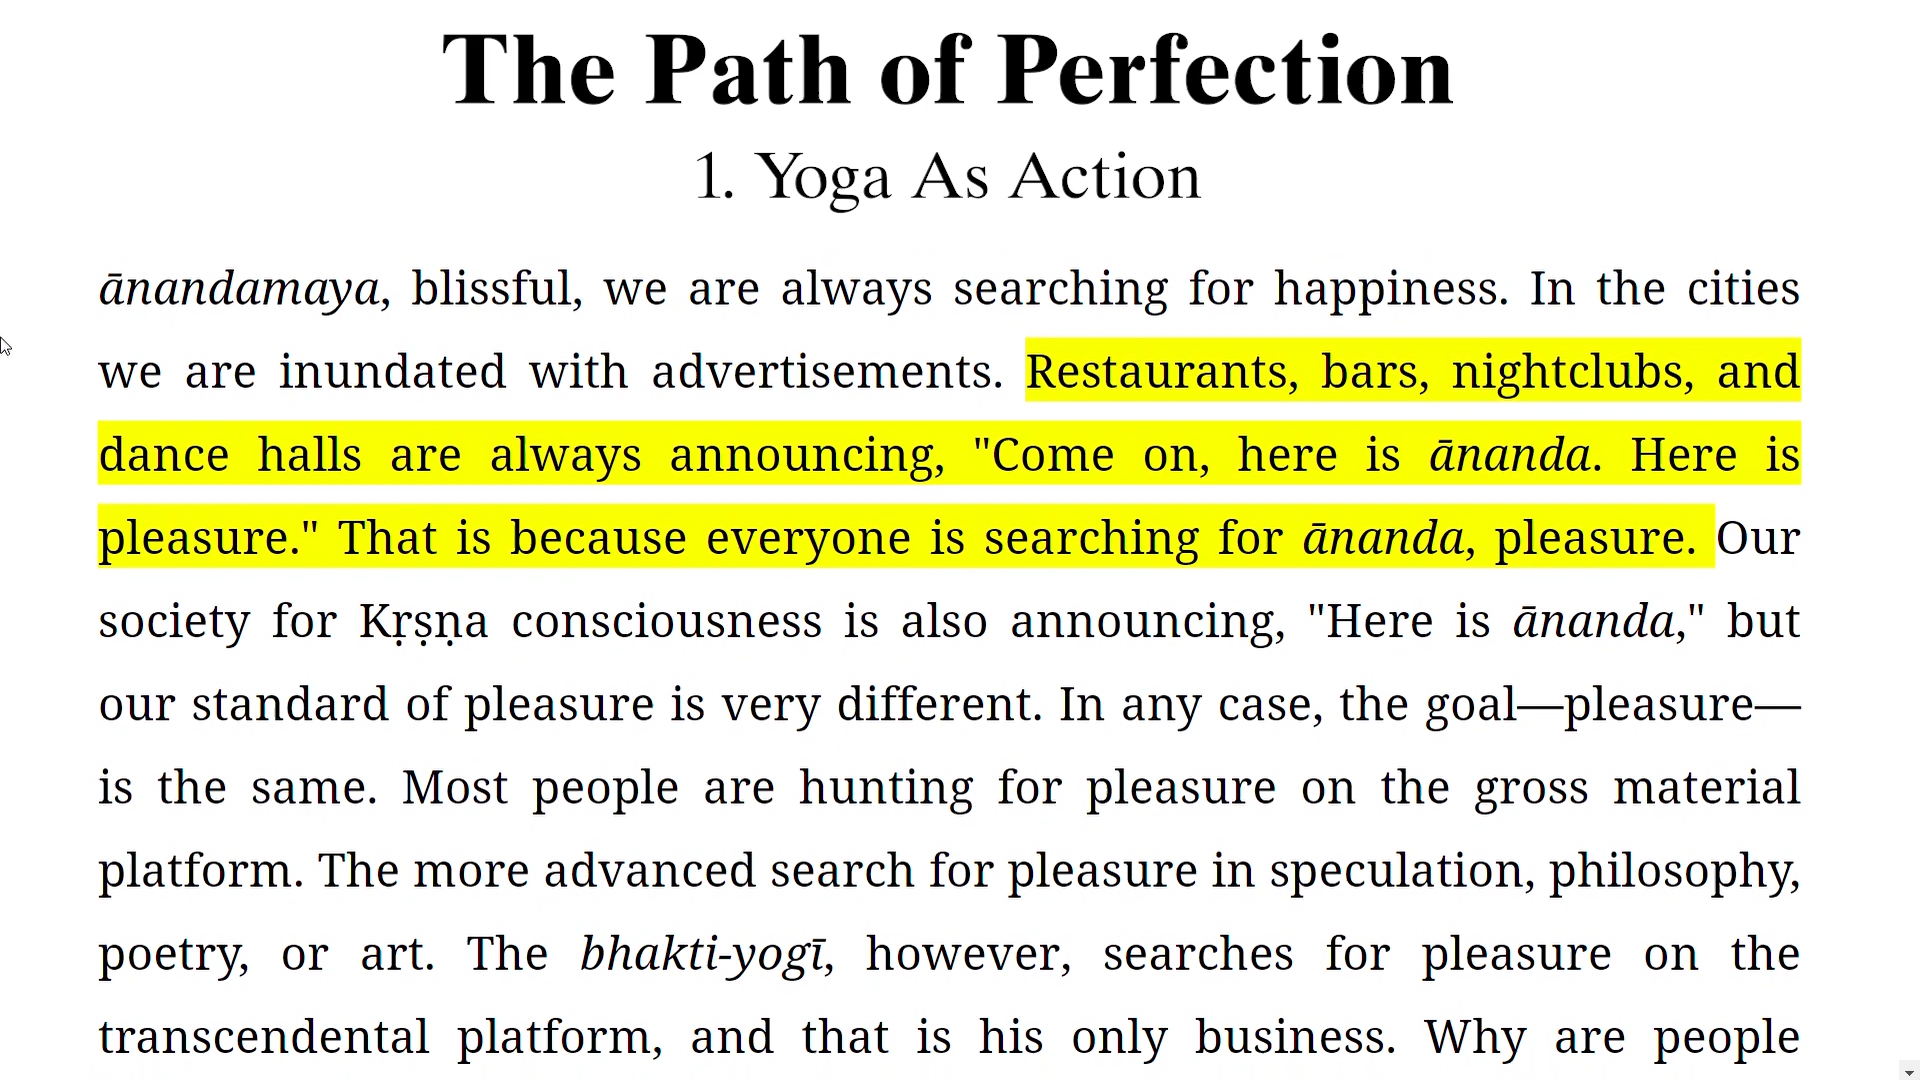 The Path of Perfection
1. Yoga As Action
ānandamaya, blissful, we are always searching for happiness. In the cities
we are inundated with advertisements. Restaurants, bars, nightclubs, and
dance halls are always announcing, "Come on, here is ānanda. Here is
pleasure." That is because everyone is searching for ānanda, pleasure. Our
society for Kṛṣṇa consciousness is also announcing, "Here is ānanda," but
our standard of pleasure is very different. In any case, the goal—pleasure—
is the same. Most people are hunting for pleasure on the gross material
platform. The more advanced search for pleasure in speculation, philosophy,
poetry, or art. The bhakti-yogī, however, searches for pleasure on the
transcendental platform, and that is his only business. Why are people